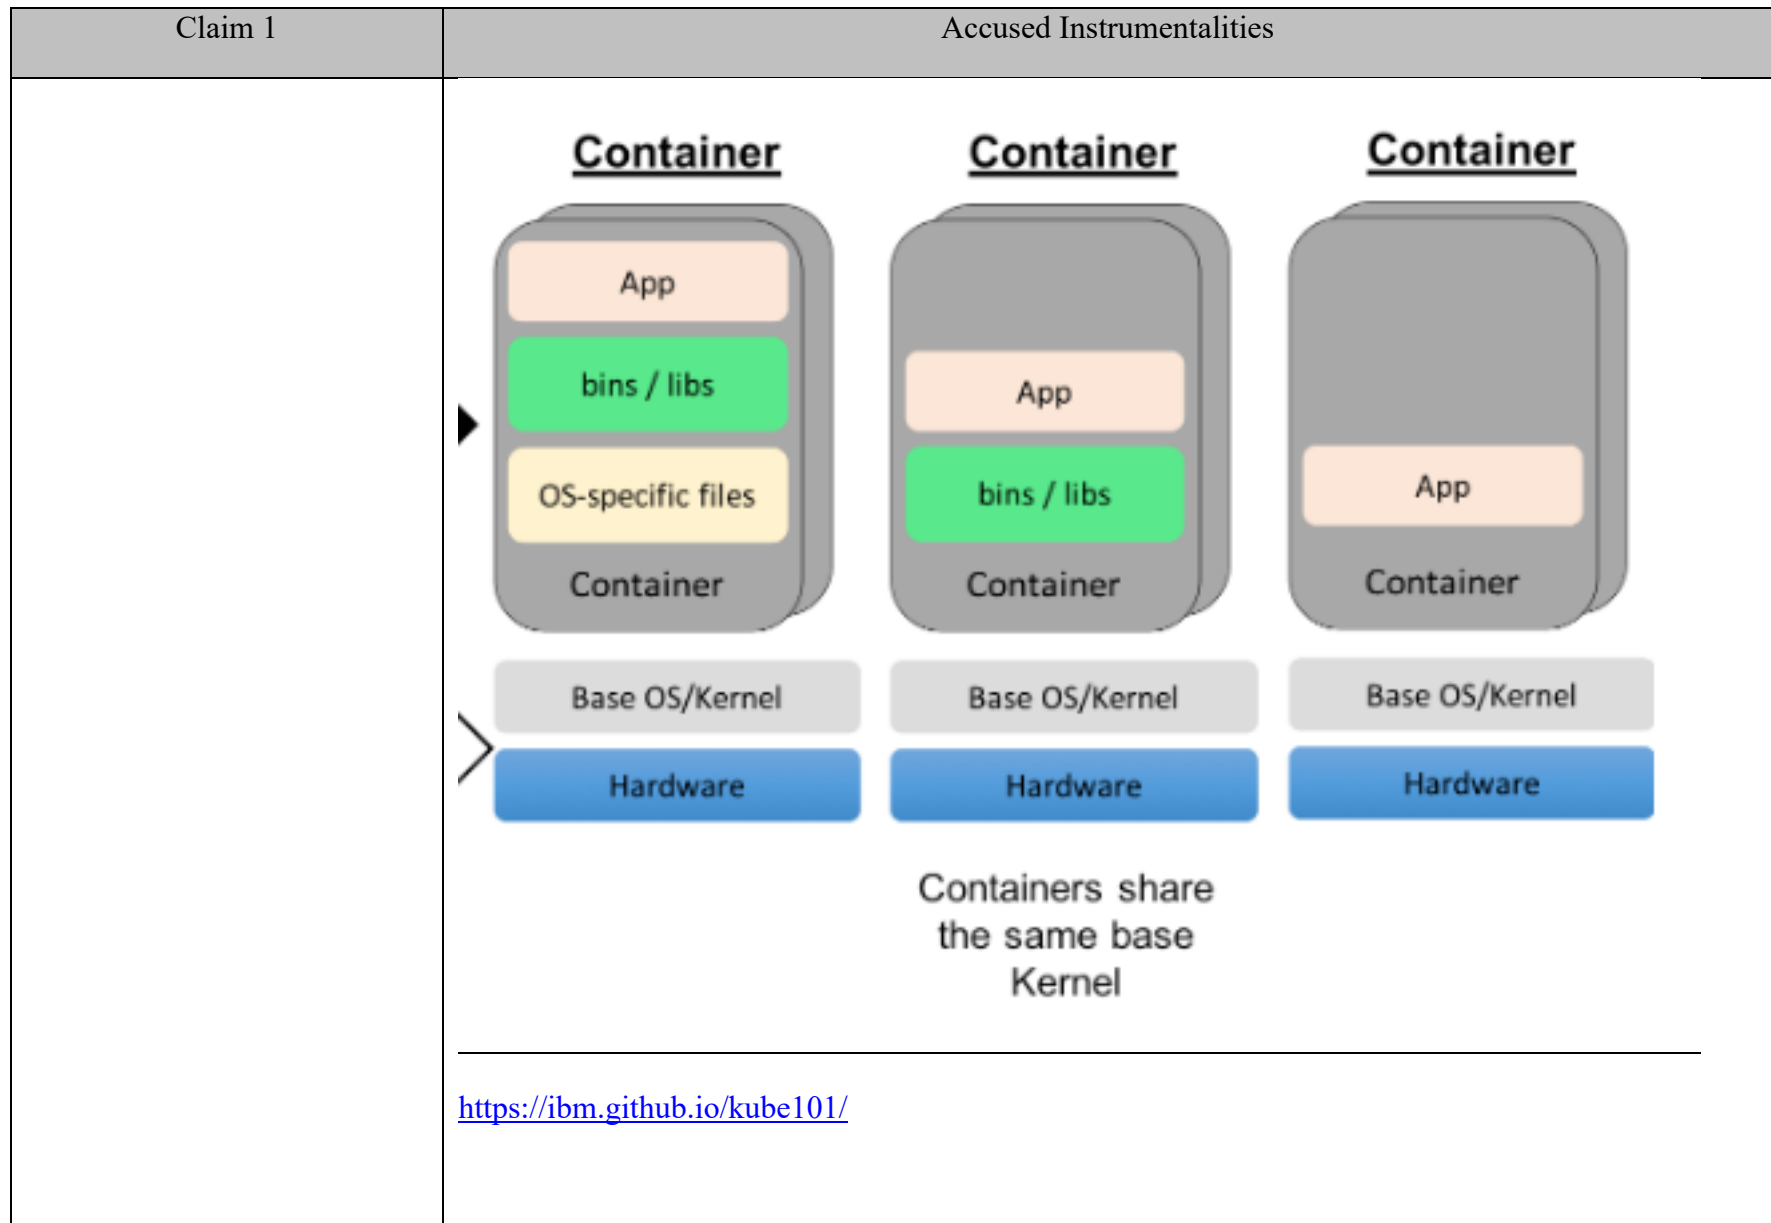 Claim 1
Accused Instrumentalities
Container
App
bins / libs
OS-specific files
Container
Base OS/Kernel
Hardware
Container
App
bins / libs
Container
Base OS/Kernel
Hardware
Container
App
Container
Base OS/Kernel
Hardware
Containers share
the same base
Kernel
https://ibm.github.io/kube101/